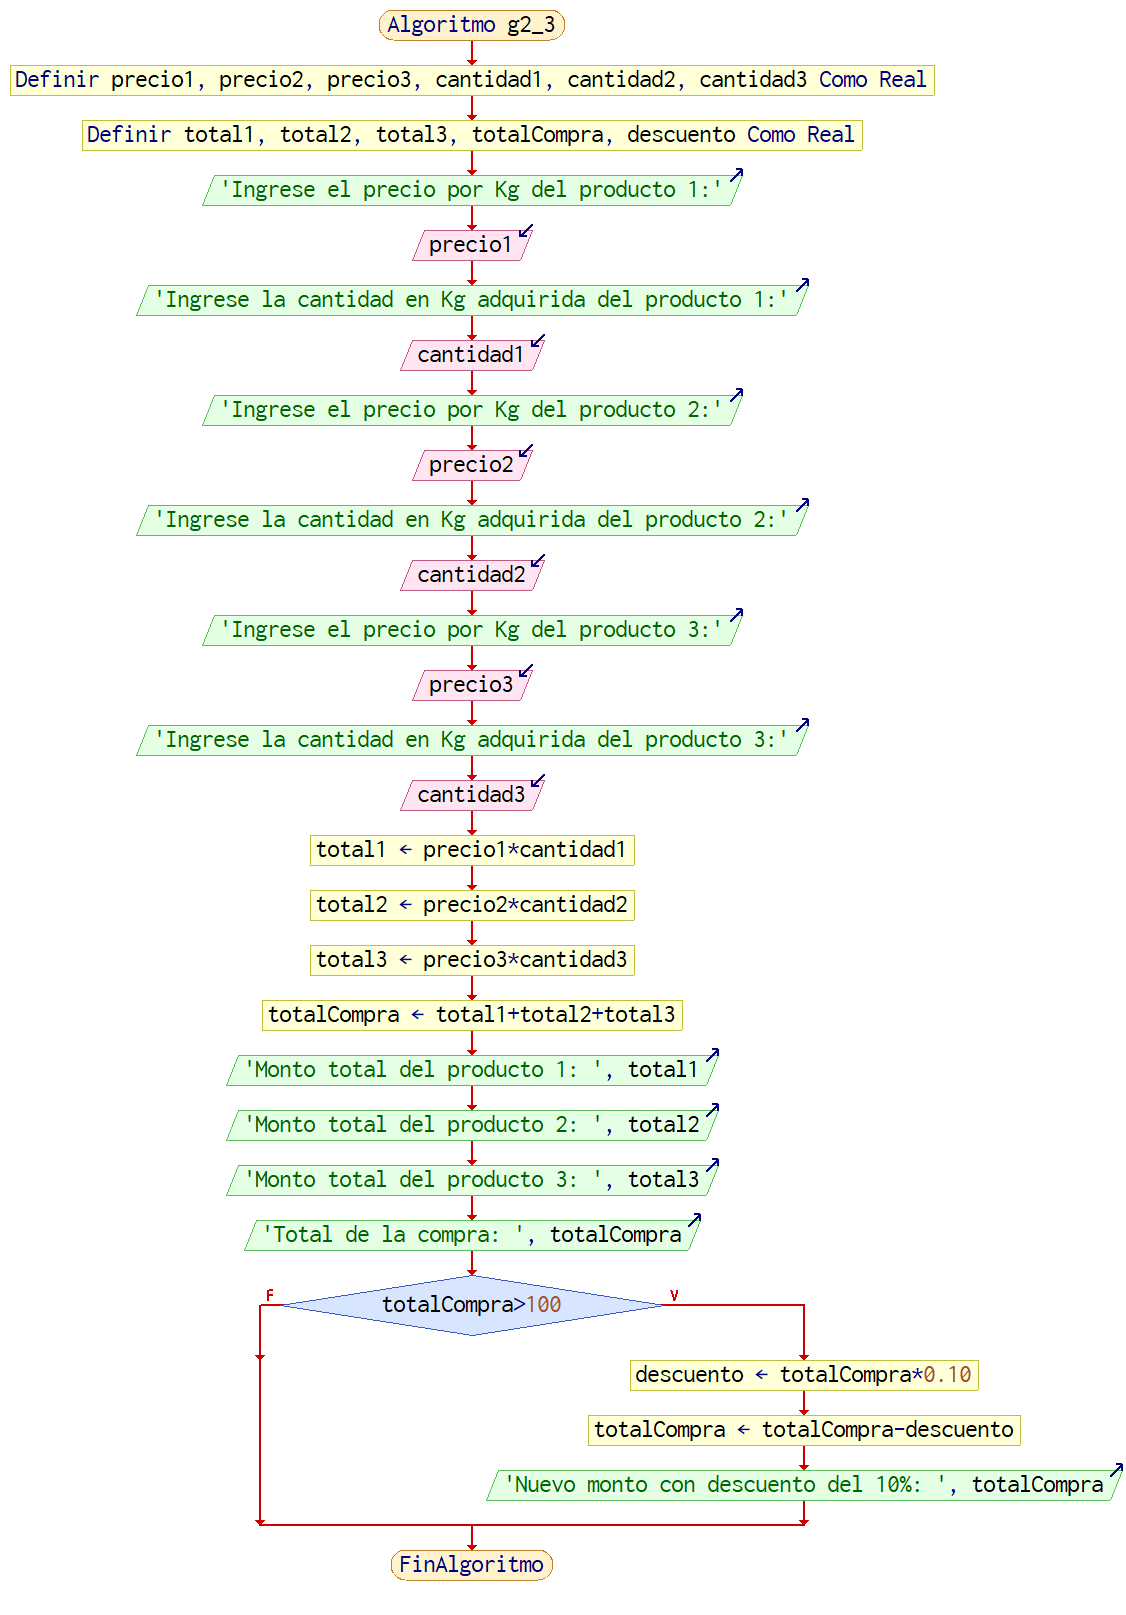 Algoritmo g2_3
Definir precio1, precio2, precio3, cantidad1, cantidad2, cantidad3 Como Real
Definir total1, total2, total3, totalCompra, descuento Como Real
'Ingrese el precio por Kg del producto 1:'
precio1
'Ingrese la cantidad en Kg adquirida del producto 1:'
cantidad1
'Ingrese el precio por Kg del producto 2:'
precio2
'Ingrese la cantidad en Kg adquirida del producto 2:'
cantidad2
'Ingrese el precio por Kg del producto 3:'
precio3
'Ingrese la cantidad en Kg adquirida del producto 3:'
cantidad3
total1 ← precio1*cantidad1
total2 ← precio2*cantidad2
total3 ← precio3*cantidad3
totalCompra ← total1+total2+total3
'Monto total del producto 1: ', total1
'Monto total del producto 2: ', total2
'Monto total del producto 3: ', total3
'Total de la compra: ', totalCompra
F
V
totalCompra>100
descuento ← totalCompra*0.10
totalCompra ← totalCompra-descuento
'Nuevo monto con descuento del 10%: ', totalCompra
FinAlgoritmo